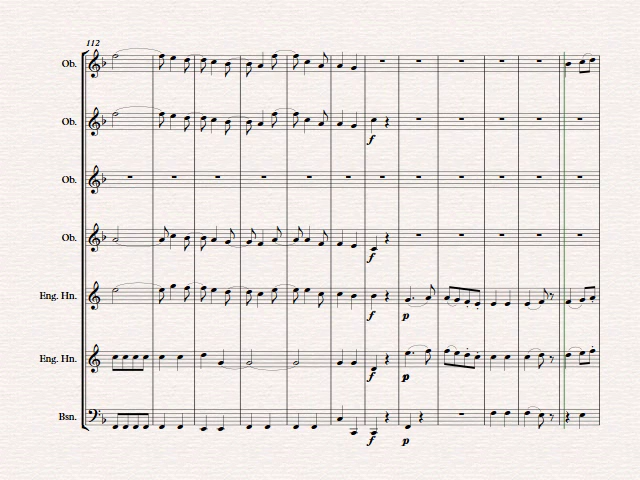 112
Ob.
Ob.
f
Ob.
Ob.
f
Eng. Hn.
f p
Eng. Hn.
f p
Bsn.
f p